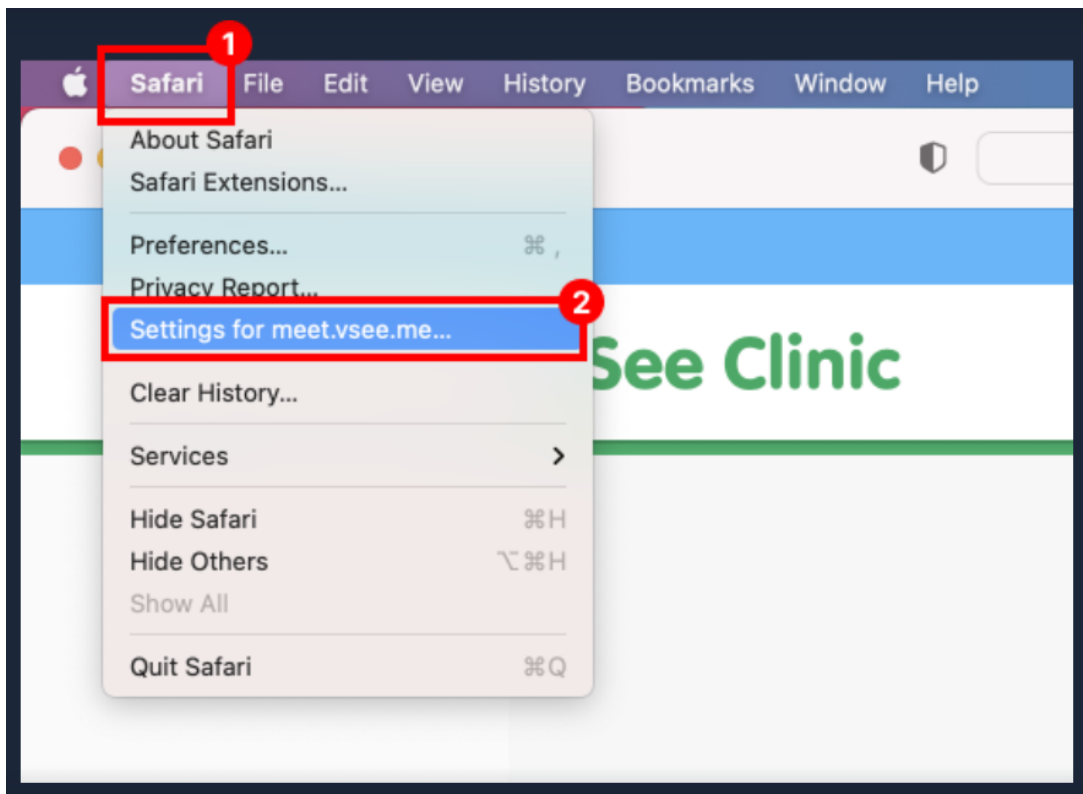 1
Safari File Edit View History Bookmarks Window Help
About Safari
Safari Extensions...
Preferences... ⌘ ,
Privacy Report...
2
Settings for meet.vsee.me...
See Clinic
Clear History...
Services
Hide Safari ⌘H
Hide Others ⌥⌘H
Show All
Quit Safari ⌘Q